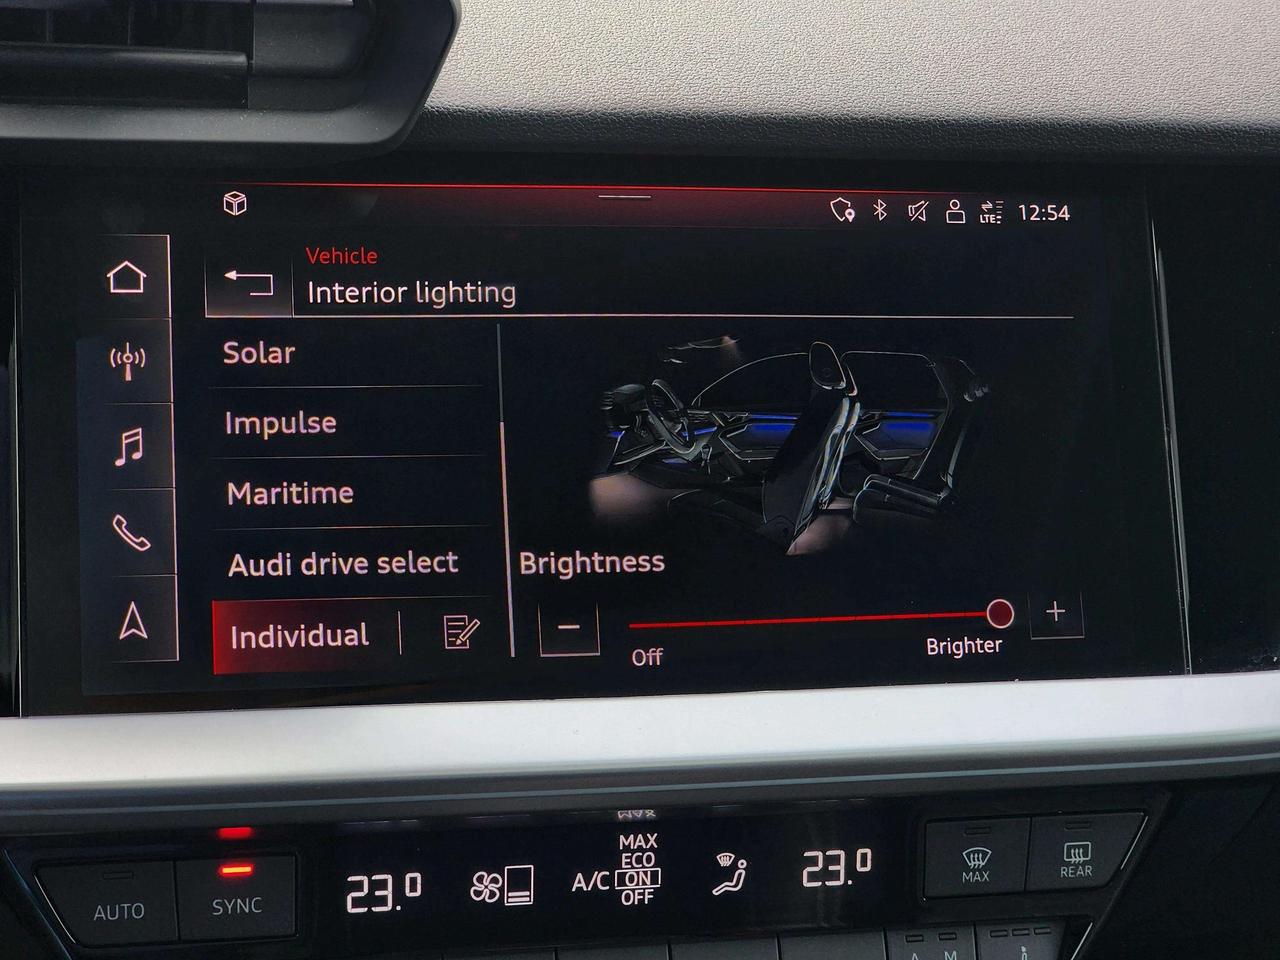 LTE
12:54
Vehicle
Interior lighting
Solar
Impulse
Maritime
Audi drive select
Individual
Brightness
Off
Brighter
AUTO
SYNC
23.0
A/C
MAX
ECO
ON
OFF
23.0
MAX
REAR
A M